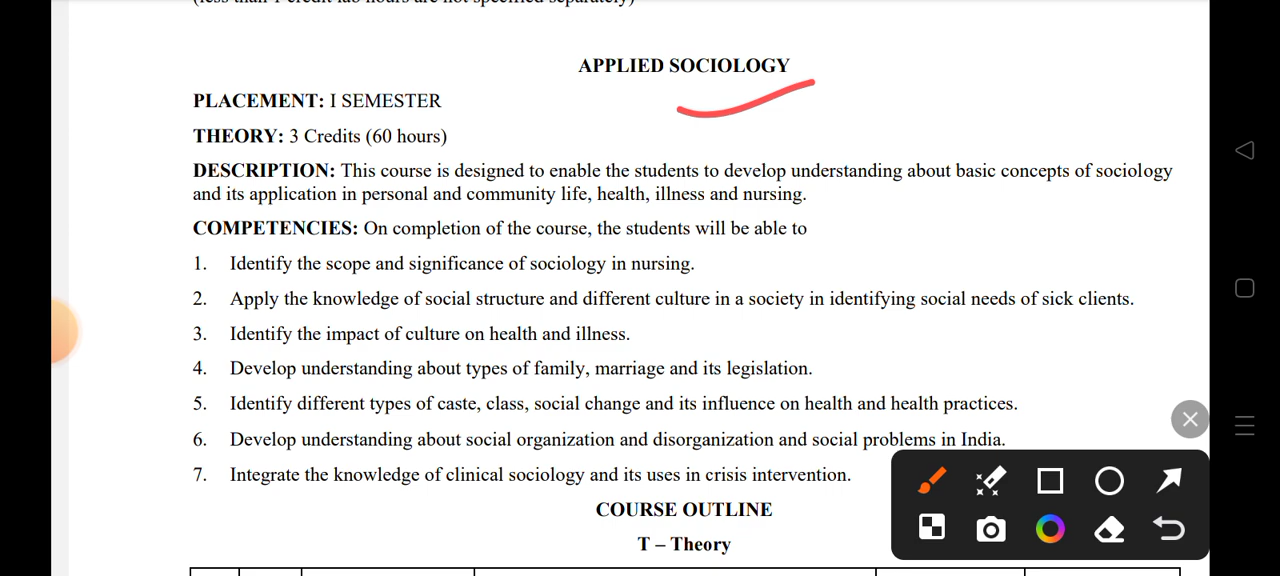 APPLIED SOCIOLOGY
PLACEMENT: I SEMESTER
THEORY: 3 Credits (60 hours)
DESCRIPTION: This course is designed to enable the students to develop understanding about basic concepts of sociology
and its application in personal and community life, health, illness and nursing.
COMPETENCIES: On completion of the course, the students will be able to
1. Identify the scope and significance of sociology in nursing.
2. Apply the knowledge of social structure and different culture in a society in identifying social needs of sick clients.
3. Identify the impact of culture on health and illness.
4. Develop understanding about types of family, marriage and its legislation.
5. Identify different types of caste, class, social change and its influence on health and health practices.
6. Develop understanding about social organization and disorganization and social problems in India.
7. Integrate the knowledge of clinical sociology and its uses in crisis intervention.
COURSE OUTLINE
T – Theory